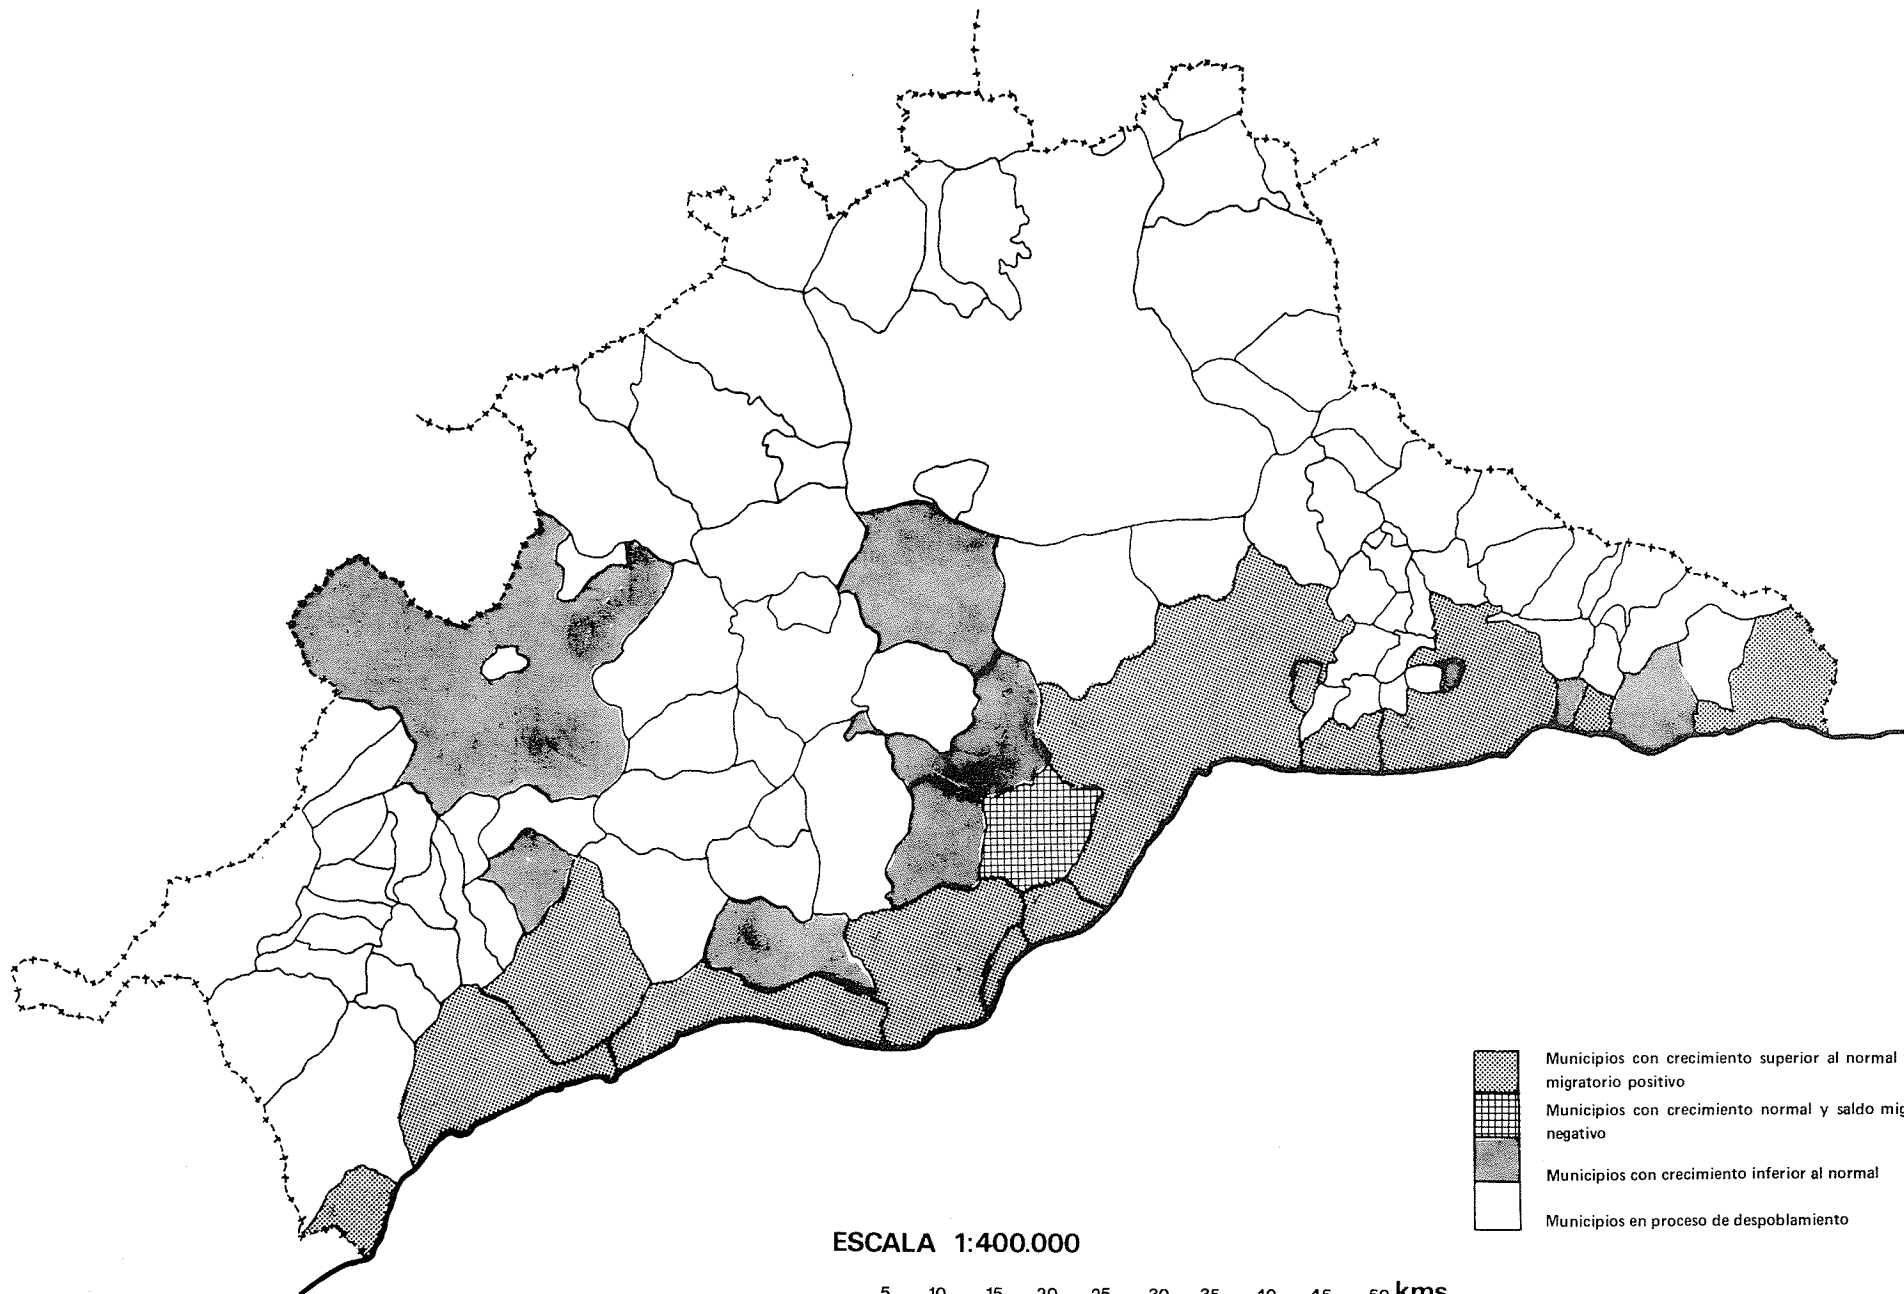 Municipios con crecimiento superior al normal
migratorio positivo
Municipios con crecimiento normal y saldo
negativo
Municipios con crecimiento inferior al normal
Municipios en proceso de despoblamiento
ESCALA 1:400.000
5 10 15 20 25 30 35 40 45 50 kms